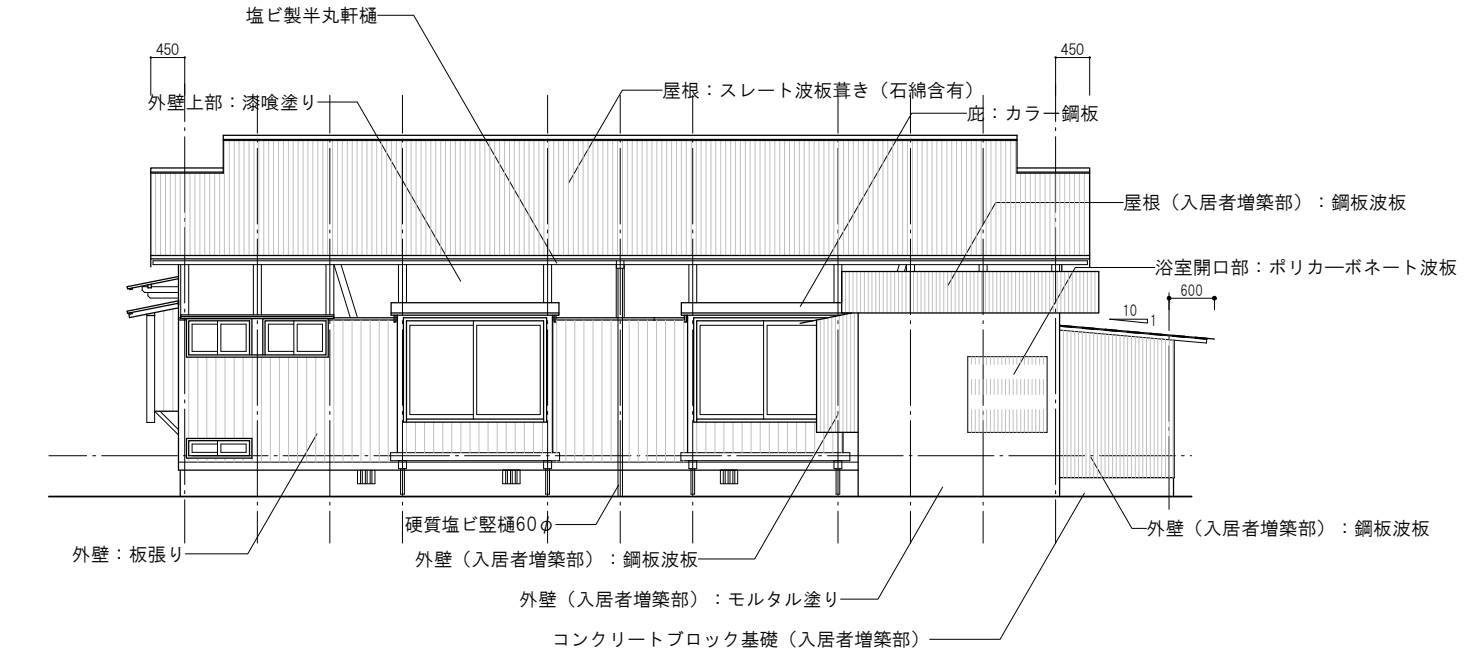 塩ビ製半丸軒樋
450
450
外壁上部：漆喰塗り
屋根：スレート波板葺き（石綿含有）
庇：カラー鋼板
屋根（入居者増築部）：鋼板波板
浴室開口部：ポリカーボネート波板
600
10
1
硬質塩ビ竪樋60φ
外壁（入居者増築部）：鋼板波板
外壁：板張り
外壁（入居者増築部）：鋼板波板
外壁（入居者増築部）：モルタル塗り
コンクリートブロック基礎（入居者増築部）